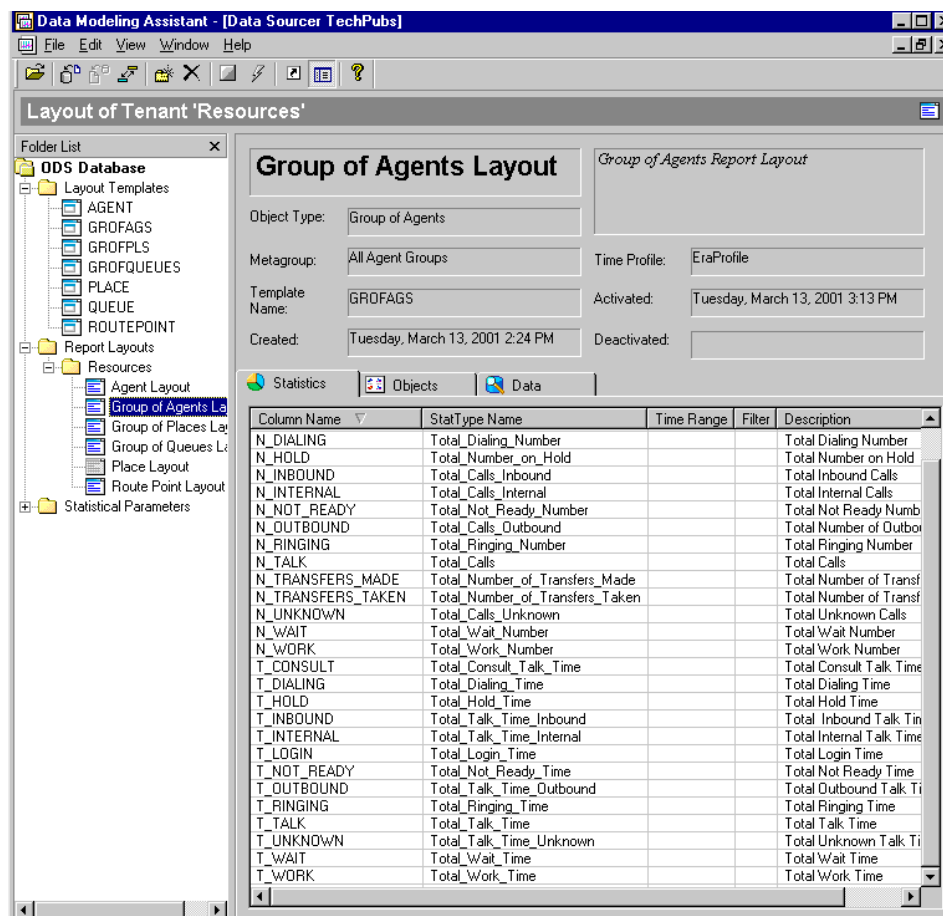 Data Modeling Assistant - [Data Sourcer TechPubs]
File Edit View Window Help
Layout of Tenant 'Resources'
Folder List
ODS Database
Layout Templates
AGENT
GROFAGS
GROFPLS
GROFQUEUES
PLACE
QUEUE
ROUTEPOINT
Report Layouts
Resources
Agent Layout
Group of Agents La
Group of Places La
Group of Queues La
Place Layout
Route Point Layout
Statistical Parameters
Group of Agents Layout
Group of Agents Report Layout
Object Type: Group of Agents
Metagroup: All Agent Groups
Time Profile: EraProfile
Template Name: GROFAGS
Activated: Tuesday, March 13, 2001 3:13 PM
Created: Tuesday, March 13, 2001 2:24 PM
Deactivated:
Statistics Objects Data
Column Name StatType Name Time Range Filter Description
N_DIALING Total_Dialing_Number Total Dialing Number
N_HOLD Total_Number_on_Hold Total Number on Hold
N_INBOUND Total_Calls_Inbound Total Inbound Calls
N_INTERNAL Total_Calls_Internal Total Internal Calls
N_NOT_READY Total_Not_Ready_Number Total Not Ready Numb
N_OUTBOUND Total_Calls_Outbound Total Number of Outbou
N_RINGING Total_Ringing_Number Total Ringing Number
N_TALK Total_Calls Total Calls
N_TRANSFERS_MADE Total_Number_of_Transfers_Made Total Number of Transf
N_TRANSFERS_TAKEN Total_Number_of_Transfers_Taken Total Number of Transf
N_UNKNOWN Total_Calls_Unknown Total Unknown Calls
N_WAIT Total_Wait_Number Total Wait Number
N_WORK Total_Work_Number Total Work Number
T_CONSULT Total_Consult_Talk_Time Total Consult Talk Time
T_DIALING Total_Dialing_Time Total Dialing Time
T_HOLD Total_Hold_Time Total Hold Time
T_INBOUND Total_Talk_Time_Inbound Total Inbound Talk Tin
T_INTERNAL Total_Talk_Time_Internal Total Internal Talk Time
T_LOGIN Total_Login_Time Total Login Time
T_NOT_READY Total_Not_Ready_Time Total Not Ready Time
T_OUTBOUND Total_Talk_Time_Outbound Total Outbound Talk Ti
T_RINGING Total_Ringing_Time Total Ringing Time
T_TALK Total_Talk_Time Total Talk Time
T_UNKNOWN Total_Talk_Time_Unknown Total Unknown Talk Ti
T_WAIT Total_Wait_Time Total Wait Time
T_WORK Total_Work_Time Total Work Time